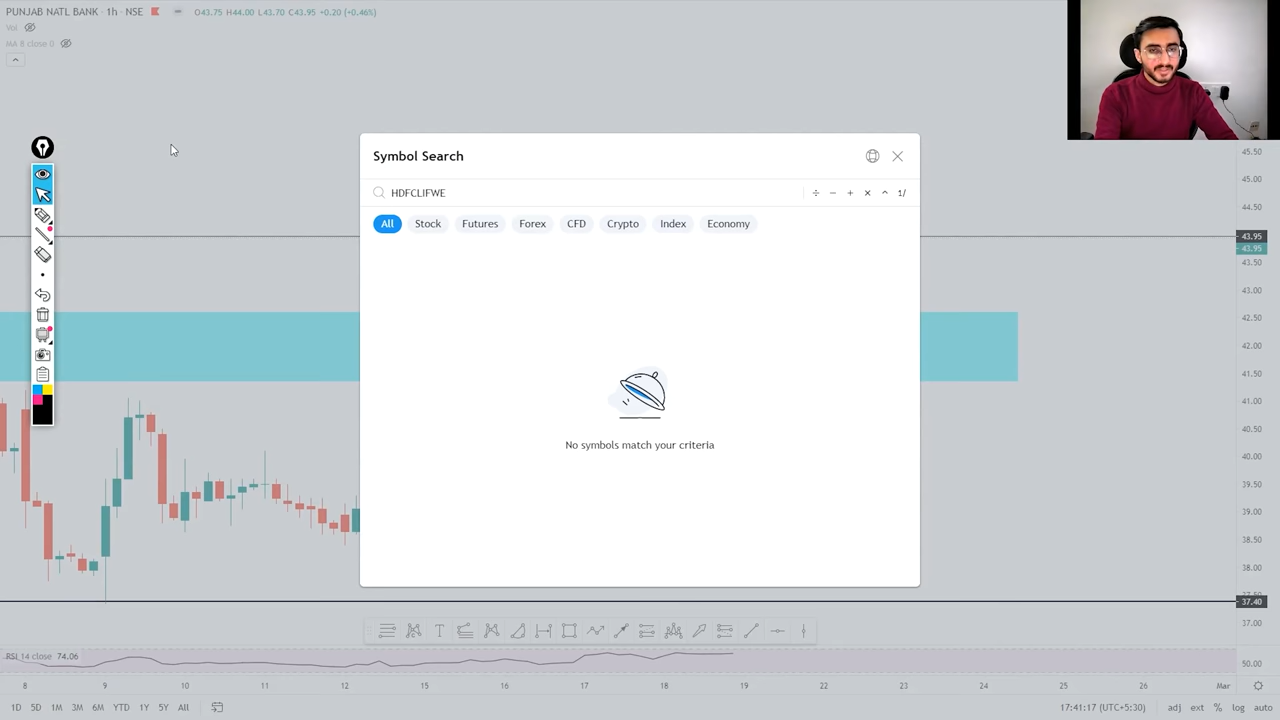 PUNJAB NATL BANK · 1h · NSE O43.75 H44.00 L43.70 C43.95 +0.20 (+0.46%)
Vol
MA 8 close 0
Symbol Search
HDFCLIFWE
÷ − + × ^ 1/
All Stock Futures Forex CFD Crypto Index Economy
No symbols match your criteria
45.50
45.00
44.50
43.95
43.95
43.50
43.00
42.50
42.00
41.50
41.00
40.50
40.00
39.50
39.00
38.50
38.00
37.40
37.00
RSI 14 close 74.06
50.00
8 9 10 11 12 15 16 17 18 19 22 23 24 25 26 Mar
1D 5D 1M 3M 6M YTD 1Y 5Y All 17:41:17 (UTC+5:30) adj ext % log auto